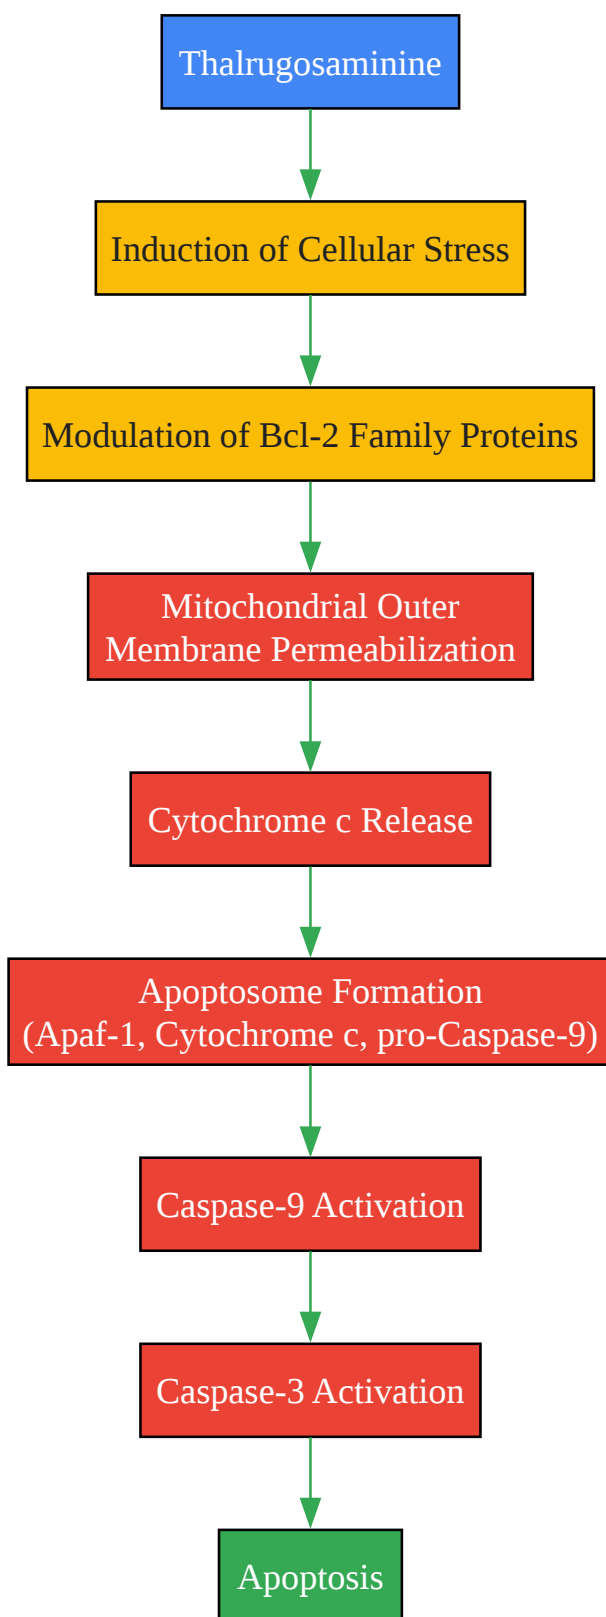 Thalrugosaminine
Induction of Cellular Stress
Modulation of Bcl-2 Family Proteins
Mitochondrial Outer
Membrane Permeabilization
Cytochrome c Release
Apoptosome Formation
(Apaf-1, Cytochrome c, pro-Caspase-9)
Caspase-9 Activation
Caspase-3 Activation
Apoptosis